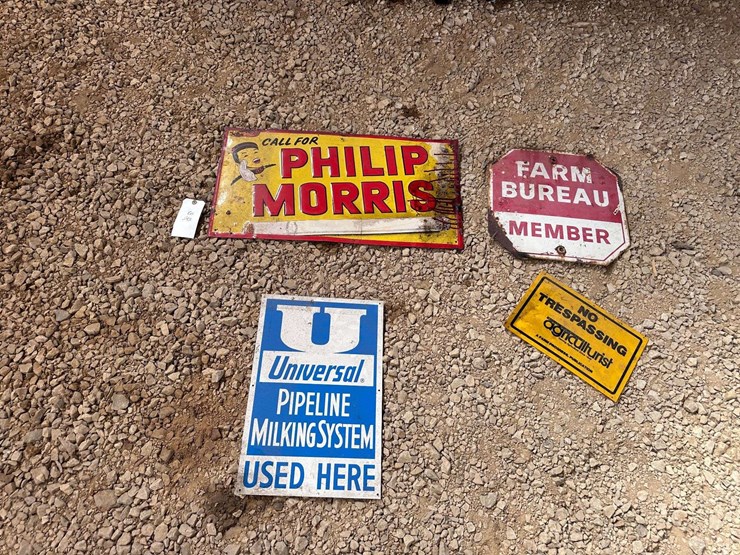 CALL FOR
PHILIP
MORRIS
FARM
BUREAU
MEMBER
NO
TRESPASSING
agriculturist
U
Universal
PIPELINE
MILKING SYSTEM
USED HERE